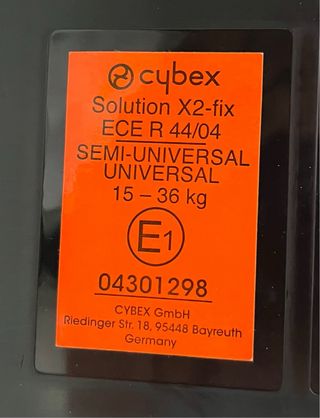 cybex
Solution X2-fix
ECE R 44/04
SEMI-UNIVERSAL
UNIVERSAL
15 – 36 kg
E1
04301298
CYBEX GmbH
Riedinger Str. 18, 95448 Bayreuth
Germany